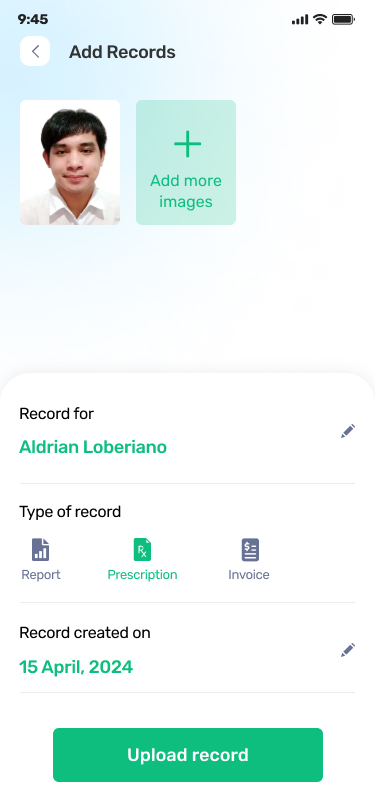 9:45
Add Records
Add more
images
Record for
Aldrian Loberiano
Type of record
Rx
Report
Prescription
$
Invoice
Record created on
15 April, 2024
Upload record